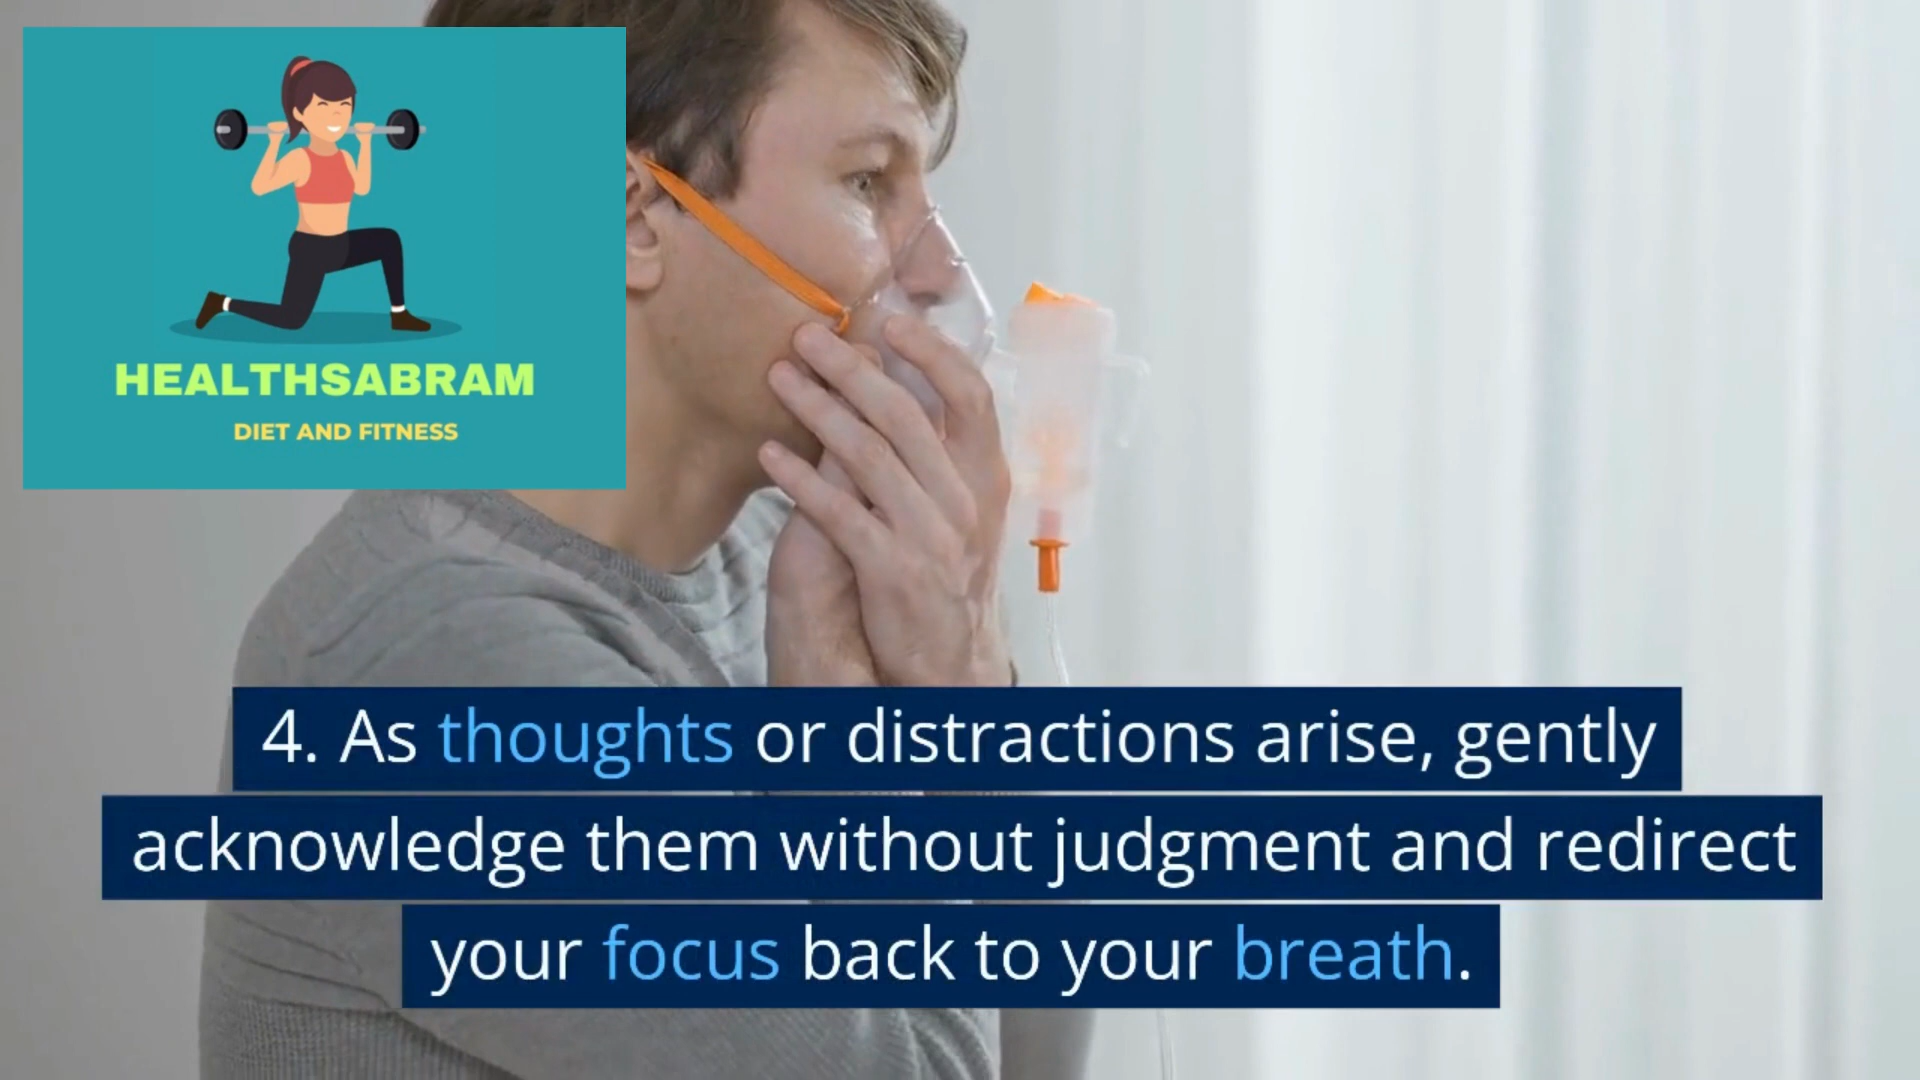 HEALTHSABRAM
DIET AND FITNESS
4. As thoughts or distractions arise, gently
acknowledge them without judgment and redirect
your focus back to your breath.